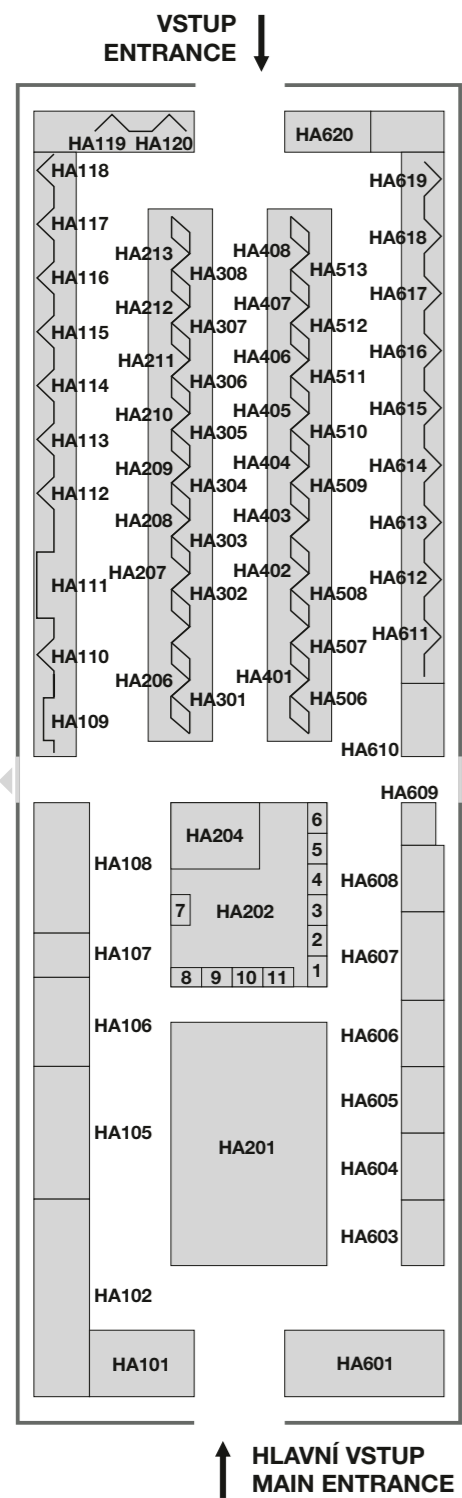 VSTUP
ENTRANCE
HA119 HA120
HA620
HA118
HA619
HA117
HA618
HA213
HA408
HA308
HA513
HA116
HA617
HA212
HA407
HA307
HA512
HA115
HA616
HA211
HA406
HA306
HA511
HA114
HA615
HA210
HA405
HA305
HA510
HA113
HA614
HA209
HA404
HA304
HA509
HA112
HA613
HA208
HA403
HA303
HA207
HA402
HA612
HA111
HA302
HA508
HA611
HA507
HA110
HA206
HA401
HA301
HA506
HA109
HA610
HA609
HA204
6
5
HA108
4
HA608
7
HA202
3
2
HA107
HA607
8 9 10 11
1
HA106
HA606
HA605
HA105
HA201
HA604
HA603
HA102
HA101
HA601
HLAVNÍ VSTUP
MAIN ENTRANCE